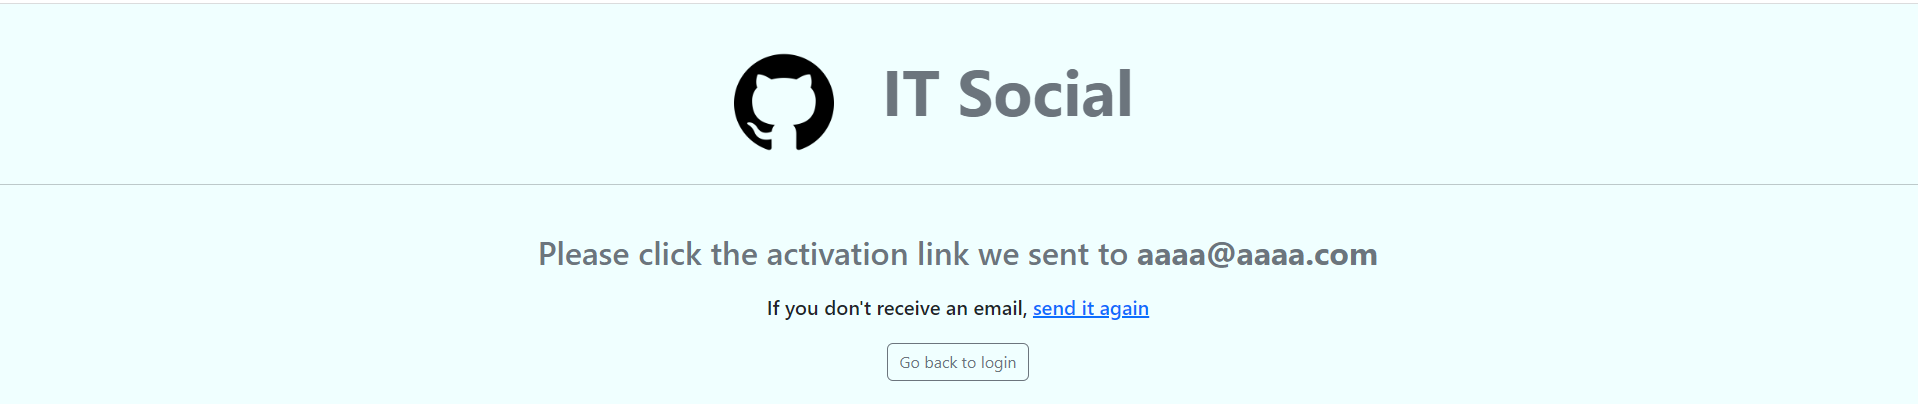 IT Social
Please click the activation link we sent to aaaa@aaaa.com
If you don't receive an email, send it again
Go back to login